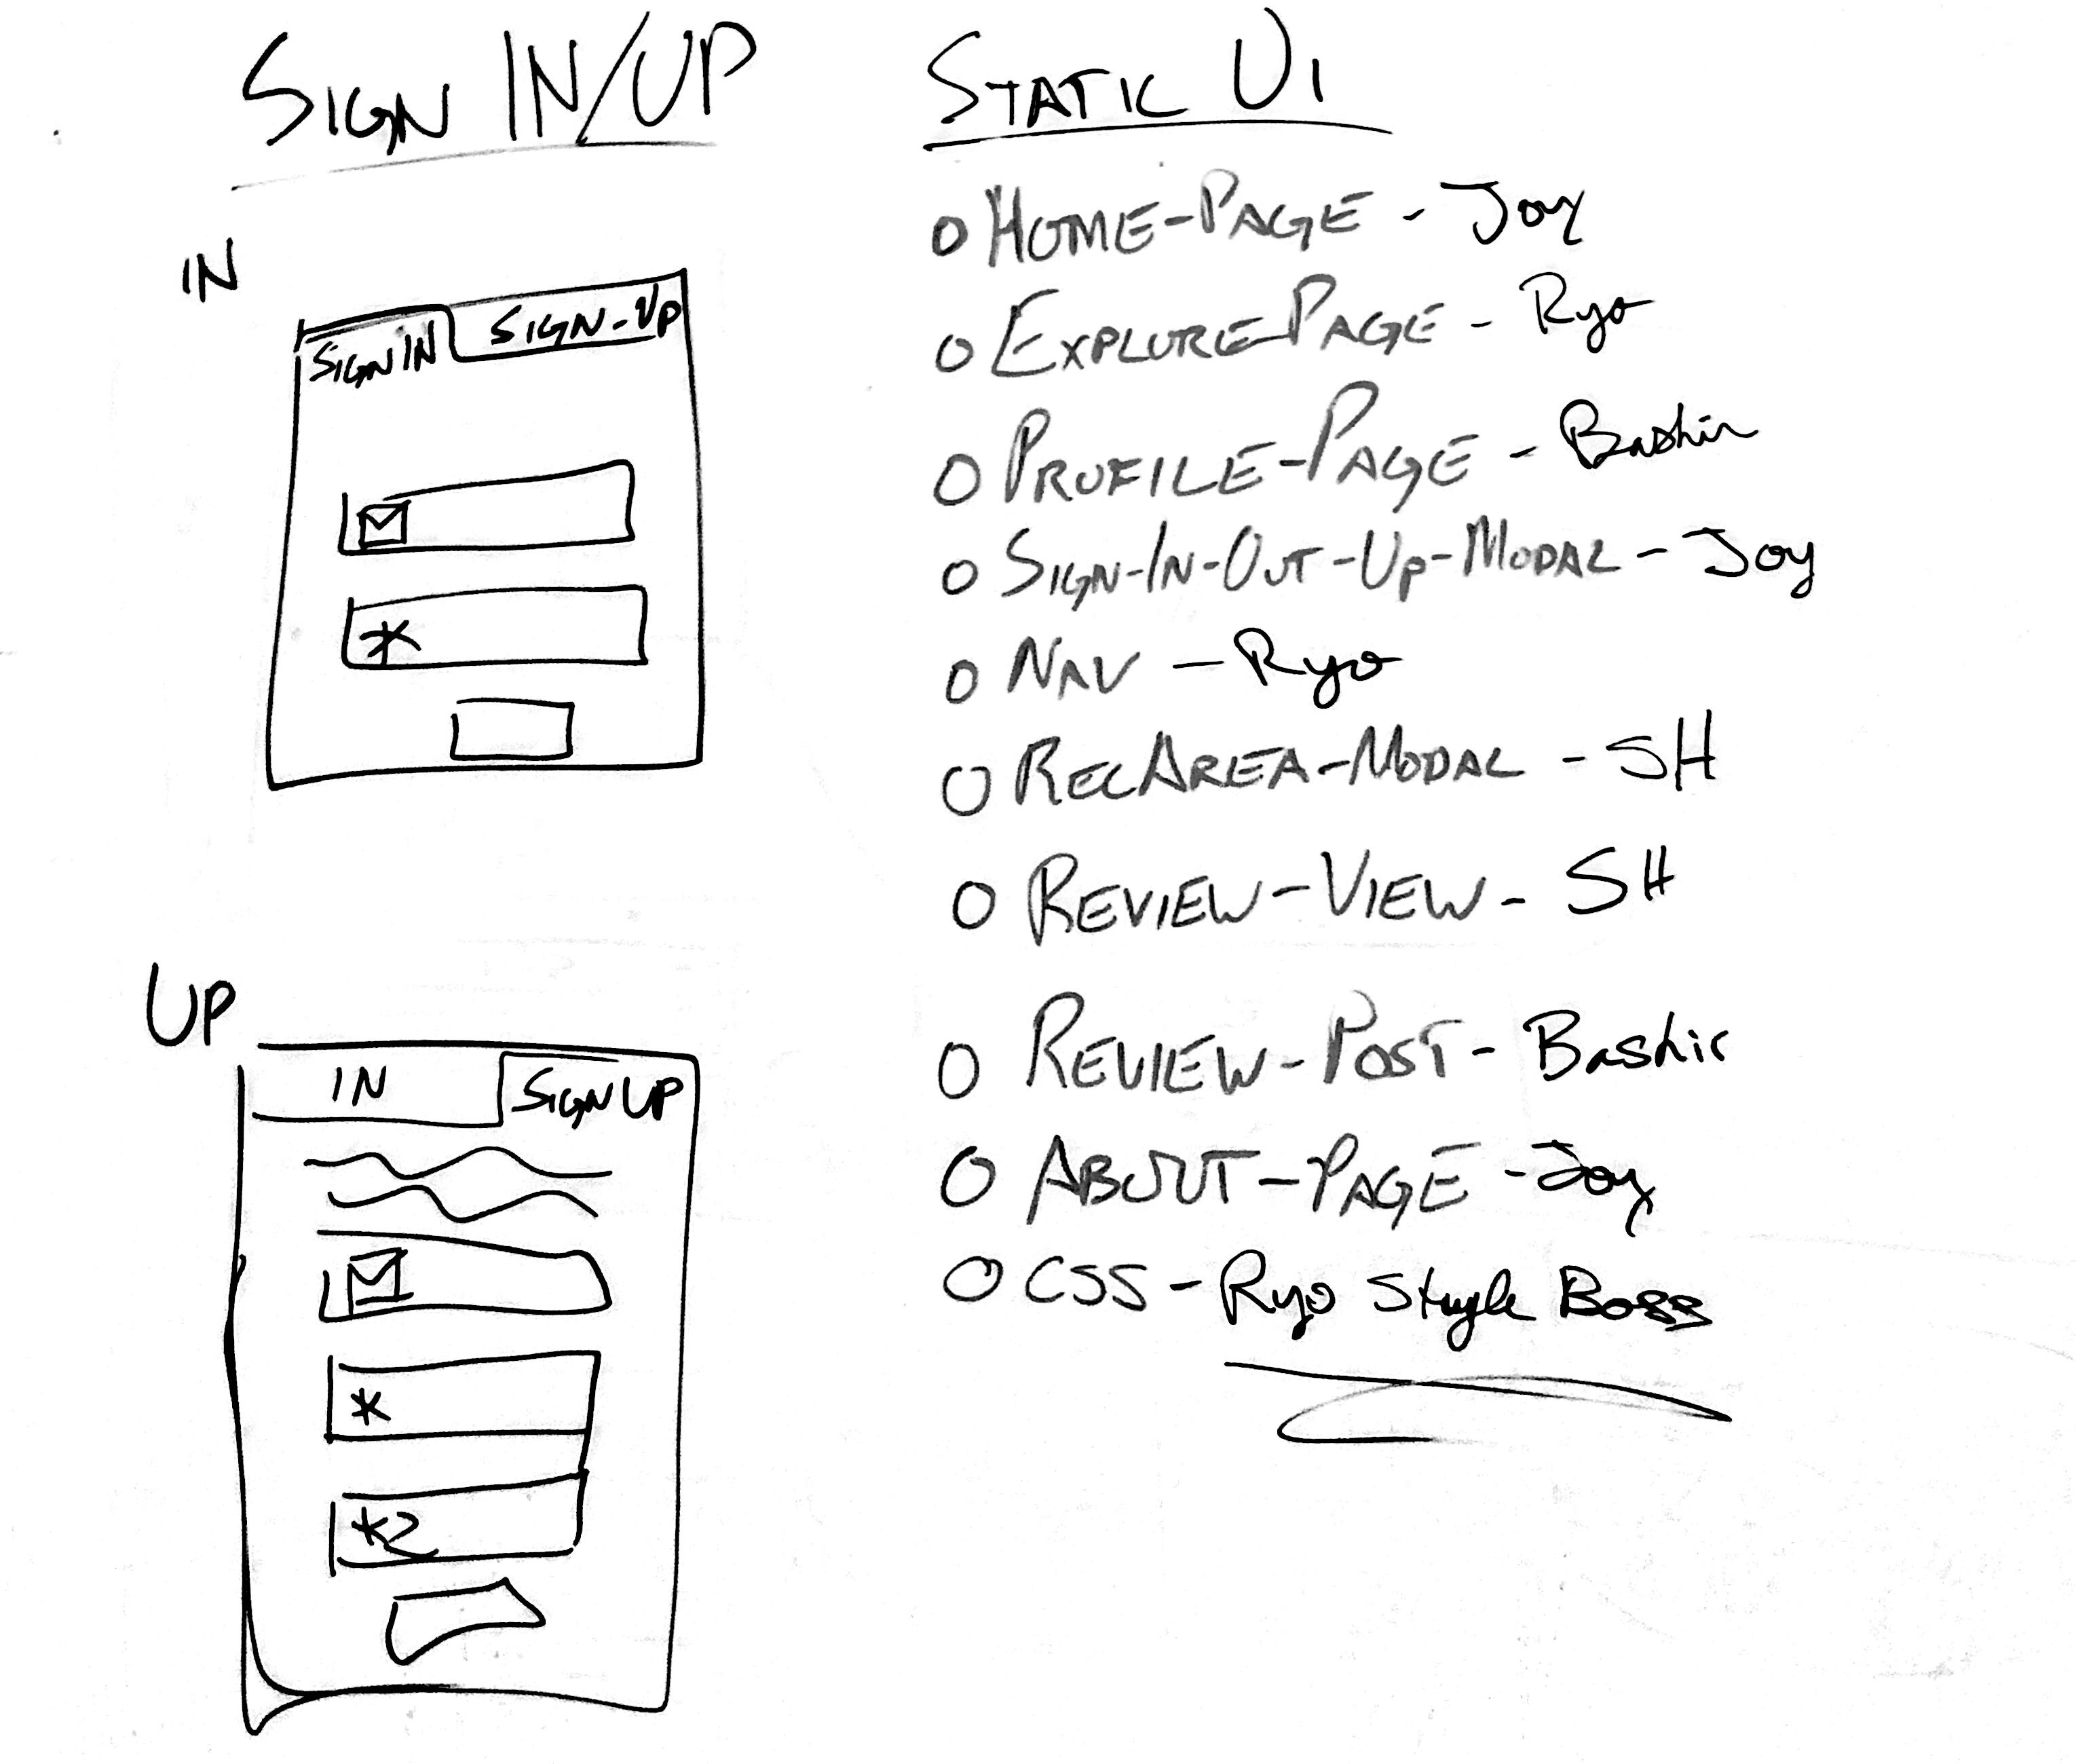 SIGN IN/UP
IN
SIGN IN SIGN-UP
*
UP
IN SIGN UP
*
*2
STATIC UI
O HOME-PAGE - Joy
O EXPLORE-PAGE - Ryo
O PROFILE-PAGE - Bashir
O SIGN-IN-OUT-UP-MODAL - Joy
O NAV - Ryo
O RECAREA-MODAL - SH
O REVIEW-VIEW - SH
O REVIEW-POST - Bashir
O ABOUT-PAGE - Joy
O CSS - Ryo Style Boss